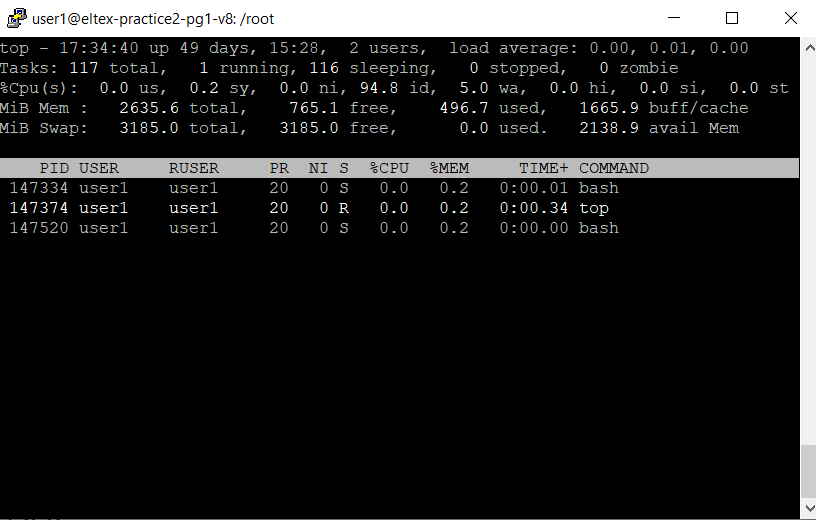 user1@eltex-practice2-pg1-v8: /root
top - 17:34:40 up 49 days, 15:28,  2 users,  load average: 0.00, 0.01, 0.00
Tasks: 117 total,   1 running, 116 sleeping,   0 stopped,   0 zombie
%Cpu(s):  0.0 us,  0.2 sy,  0.0 ni, 94.8 id,  5.0 wa,  0.0 hi,  0.0 si,  0.0 st
MiB Mem :   2635.6 total,    765.1 free,    496.7 used,   1665.9 buff/cache
MiB Swap:   3185.0 total,   3185.0 free,      0.0 used.   2138.9 avail Mem
    PID USER     RUSER     PR  NI S  %CPU  %MEM     TIME+ COMMAND
 147334 user1    user1     20   0 S   0.0   0.2   0:00.01 bash
 147374 user1    user1     20   0 R   0.0   0.2   0:00.34 top
 147520 user1    user1     20   0 S   0.0   0.2   0:00.00 bash